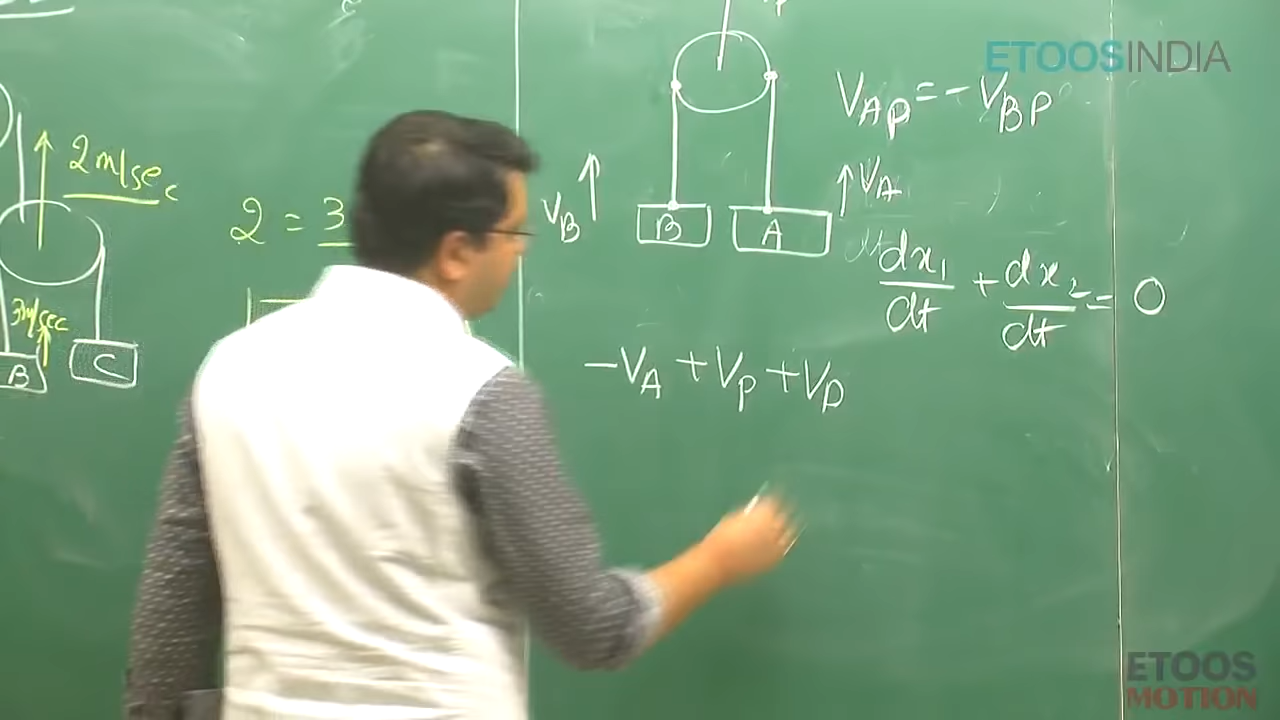 ETOOSINDIA
2 m/sec
3m/sec
B
C
2 = 3
V_B
B
A
V_A
V_AP = - V_BP
dx₁/dt + dx₂/dt = 0
-V_A + V_P + V_P
ETOOS
MOTION